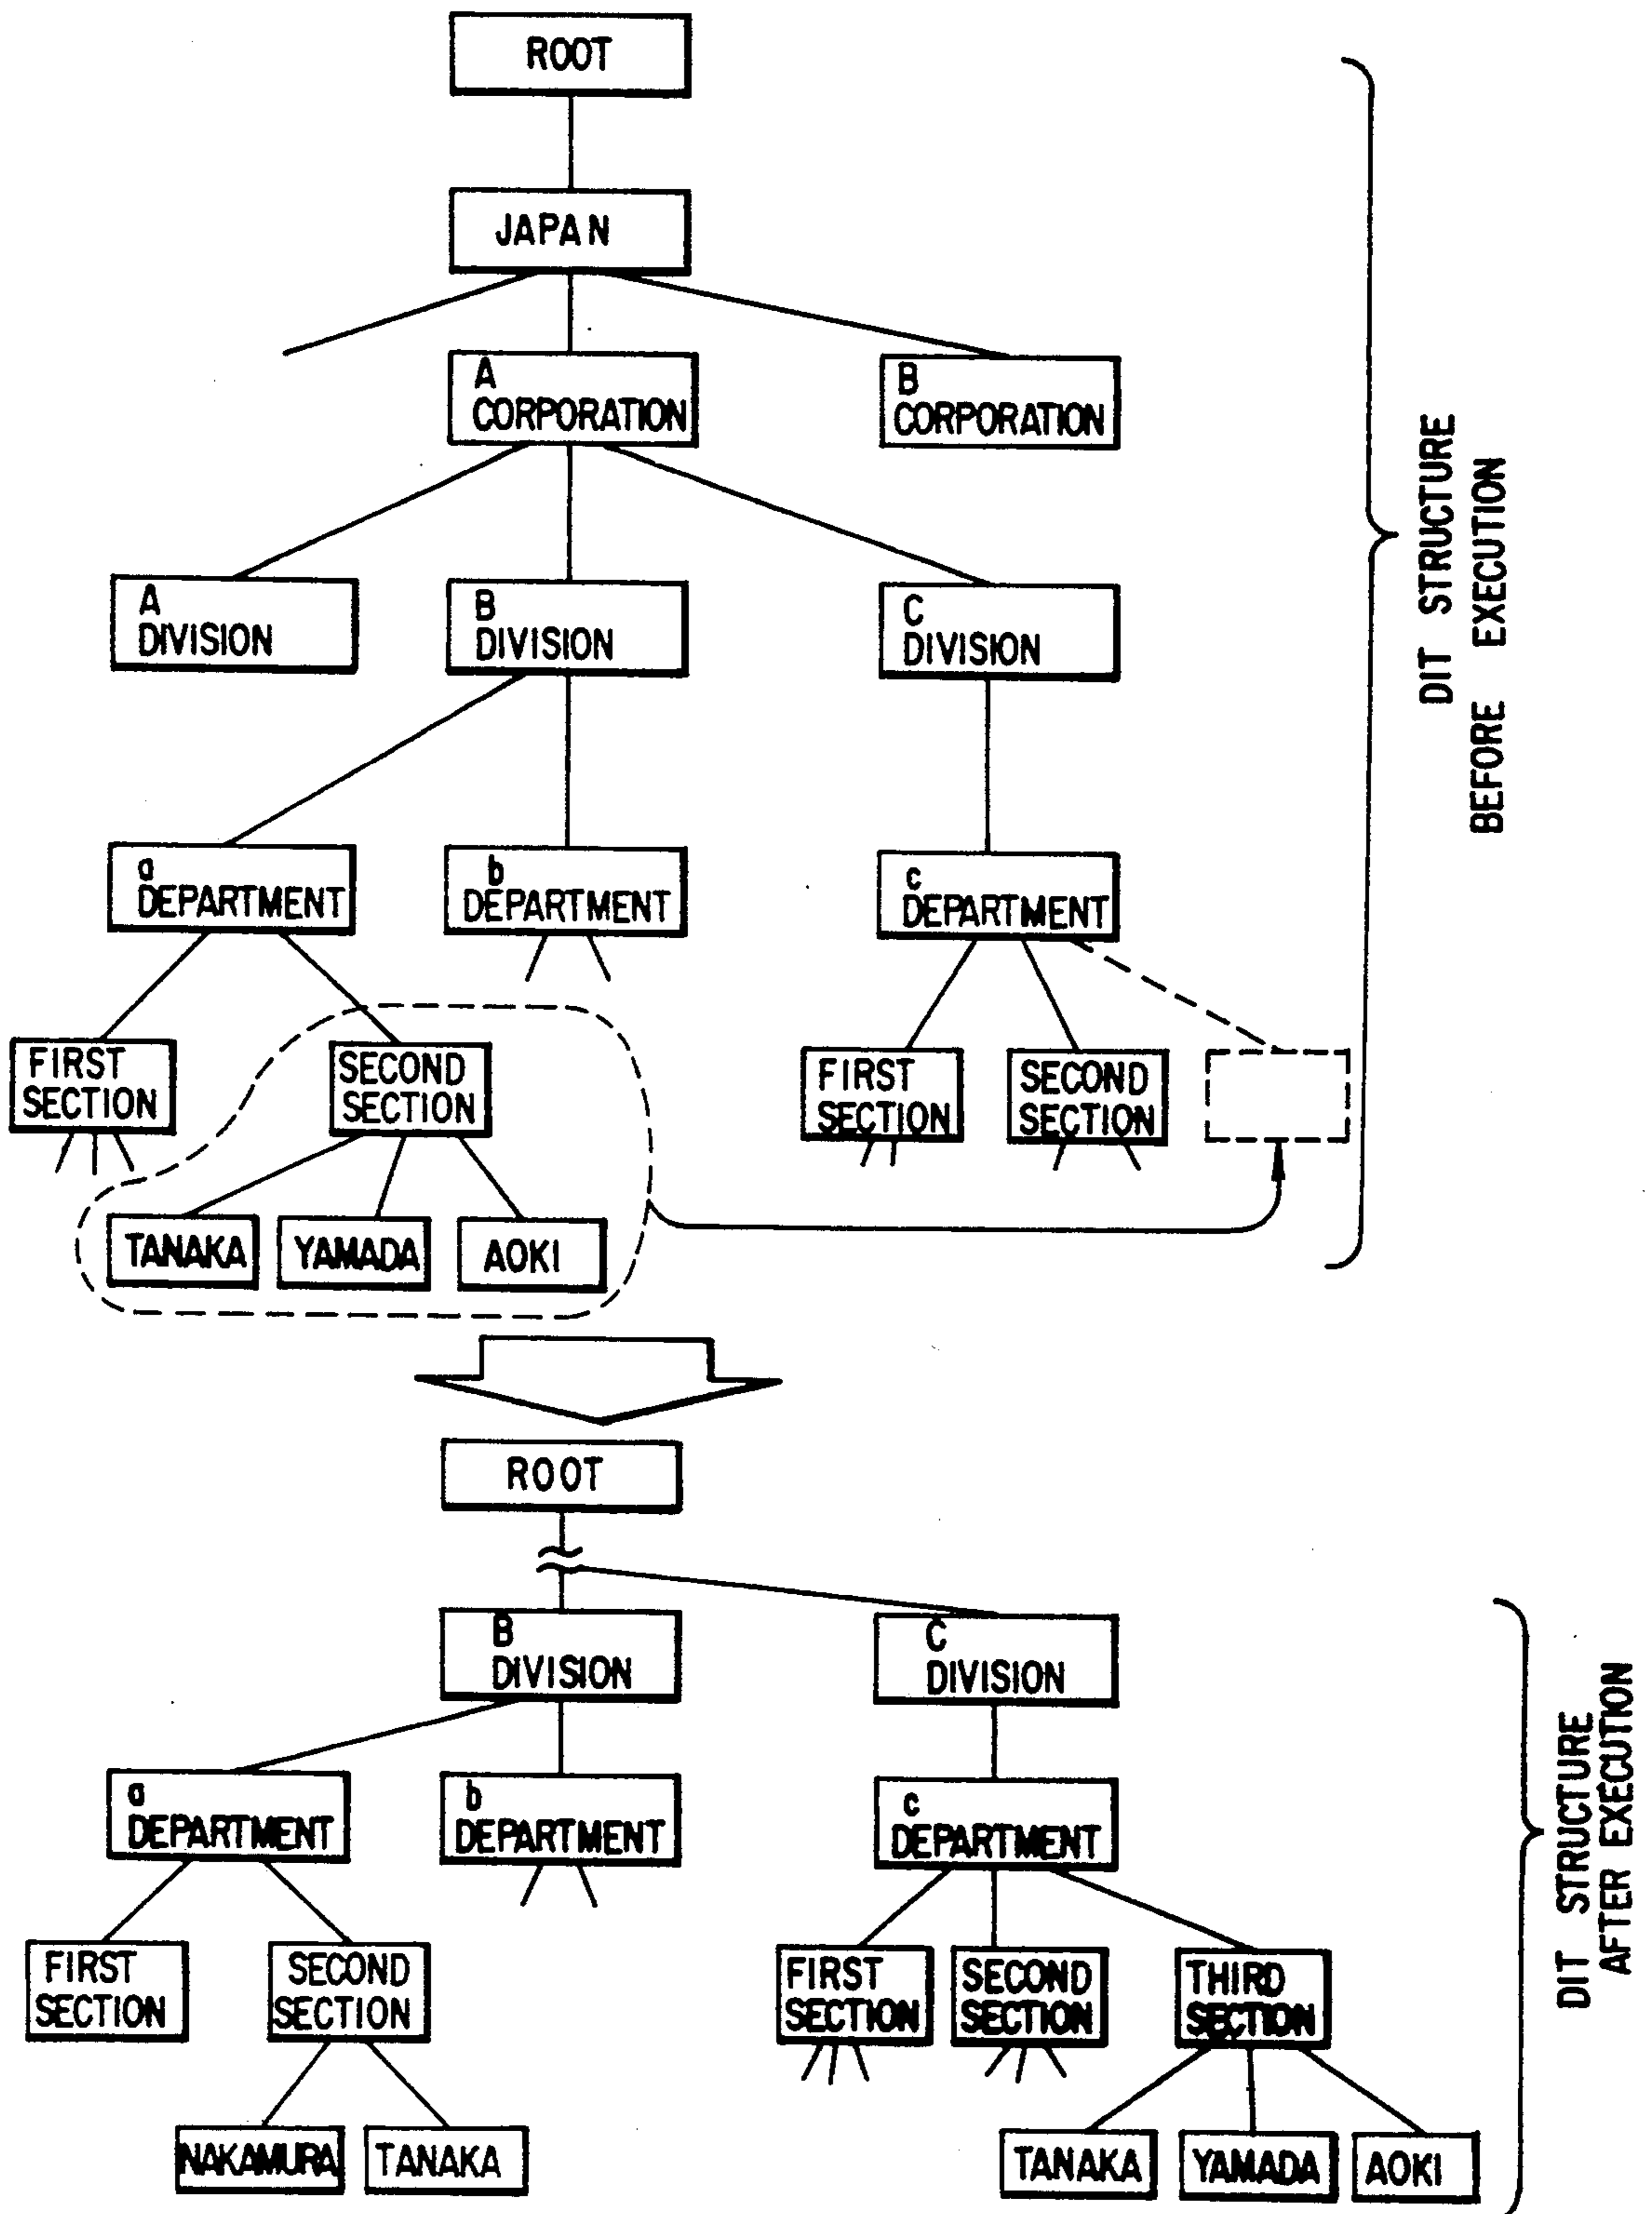 ROOT
JAPAN
A
CORPORATION
B
CORPORATION
A
DIVISION
B
DIVISION
C
DIVISION
a
DEPARTMENT
b
DEPARTMENT
c
DEPARTMENT
FIRST
SECTION
SECOND
SECTION
FIRST
SECTION
SECOND
SECTION
TANAKA
YAMADA
AOKI
DIT STRUCTURE
BEFORE EXECUTION
ROOT
B
DIVISION
C
DIVISION
a
DEPARTMENT
b
DEPARTMENT
c
DEPARTMENT
FIRST
SECTION
SECOND
SECTION
FIRST
SECTION
SECOND
SECTION
THIRD
SECTION
NAKAMURA
TANAKA
TANAKA
YAMADA
AOKI
DIT STRUCTURE
AFTER EXECUTION